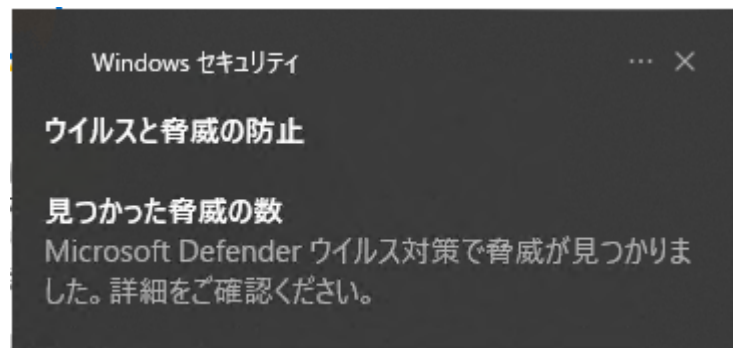 Windows セキュリティ
ウイルスと脅威の防止
見つかった脅威の数
Microsoft Defender ウイルス対策で脅威が見つかりま
した。詳細をご確認ください。